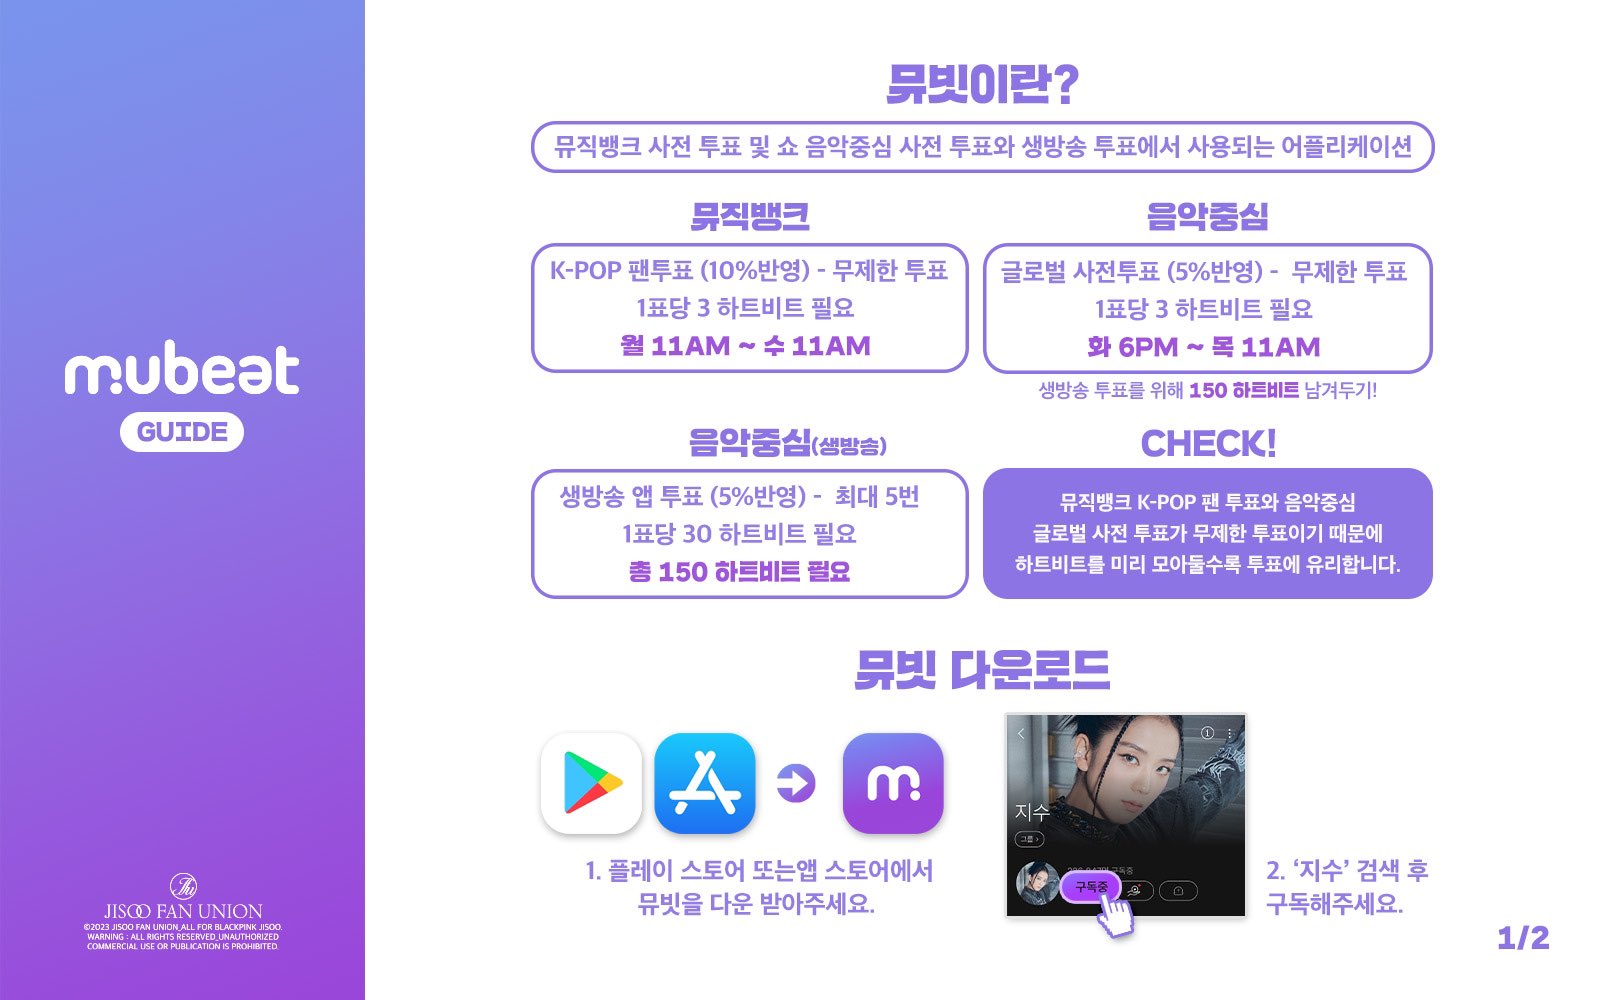 mubeat
GUIDE
JISOO FAN UNION
©2023 JISOO FAN UNION_ALL FOR BLACKPINK JISOO.
WARNING : ALL RIGHTS RESERVED_UNAUTHORIZED
COMMERCIAL USE OR PUBLICATION IS PROHIBITED.
뮤빗이란?
뮤직뱅크 사전 투표 및 쇼 음악중심 사전 투표와 생방송 투표에서 사용되는 어플리케이션
뮤직뱅크
K-POP 팬투표 (10%반영) - 무제한 투표
1표당 3 하트비트 필요
월 11AM ~ 수 11AM
음악중심
글로벌 사전투표 (5%반영) - 무제한 투표
1표당 3 하트비트 필요
화 6PM ~ 목 11AM
생방송 투표를 위해 150 하트비트 남겨두기!
음악중심(생방송)
생방송 앱 투표 (5%반영) - 최대 5번
1표당 30 하트비트 필요
총 150 하트비트 필요
CHECK!
뮤직뱅크 K-POP 팬 투표와 음악중심
글로벌 사전 투표가 무제한 투표이기 때문에
하트비트를 미리 모아둘수록 투표에 유리합니다.
뮤빗 다운로드
m.
1. 플레이 스토어 또는앱 스토어에서
뮤빗을 다운 받아주세요.
1
지수
그룹 >
구독중
구독중
2. ‘지수’ 검색 후
구독해주세요.
1/2